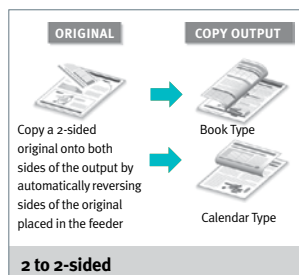 ORIGINAL
COPY OUTPUT
Copy a 2-sided
original onto both
sides of the output by
automatically reversing
sides of the original
placed in the feeder
Book Type
Calendar Type
2 to 2-sided